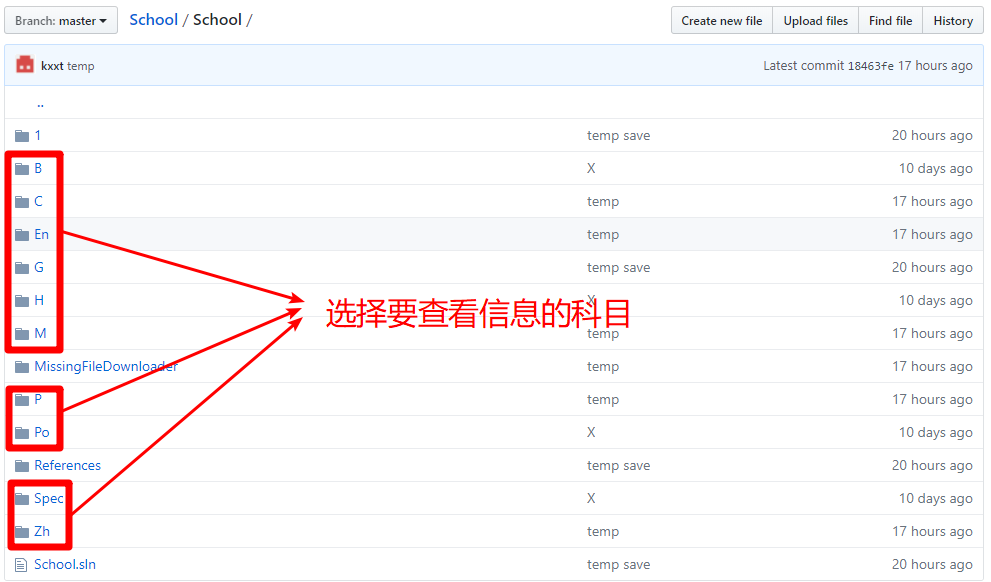 Branch: master School / School / Create new file Upload files Find file History
kxxt temp Latest commit 18463fe 17 hours ago
..
1 temp save 20 hours ago
B X 10 days ago
C temp 17 hours ago
En temp 17 hours ago
G temp save 20 hours ago
H X 10 days ago
选择要查看信息的科目
M temp 17 hours ago
MissingFileDownloader temp 17 hours ago
P temp 17 hours ago
Po X 10 days ago
References temp save 20 hours ago
Spec X 10 days ago
Zh temp 17 hours ago
School.sln temp save 20 hours ago